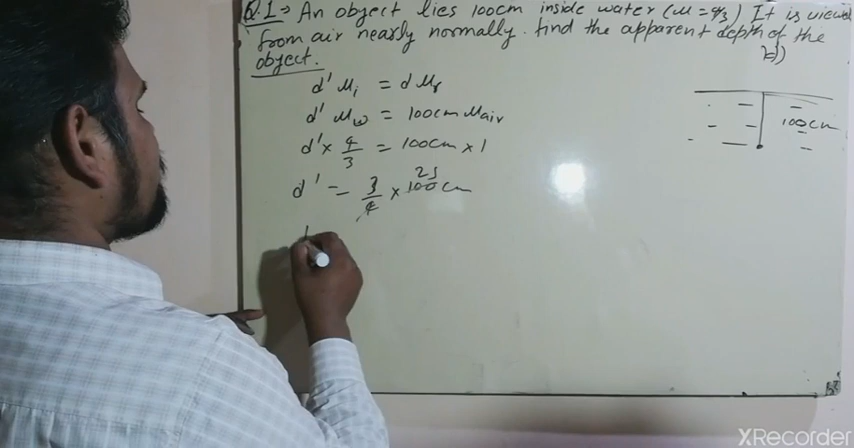 Q.1 → An object lies 100cm inside water (μ = 4/3) It is viewed
from air nearly normally. find the apparent depth of the
object.
d' μi = d μr
d' μw = 100cm μair
d' × 4/3 = 100cm × 1
d' = 3/4 × 100 cm
25
100cm
XRecorder